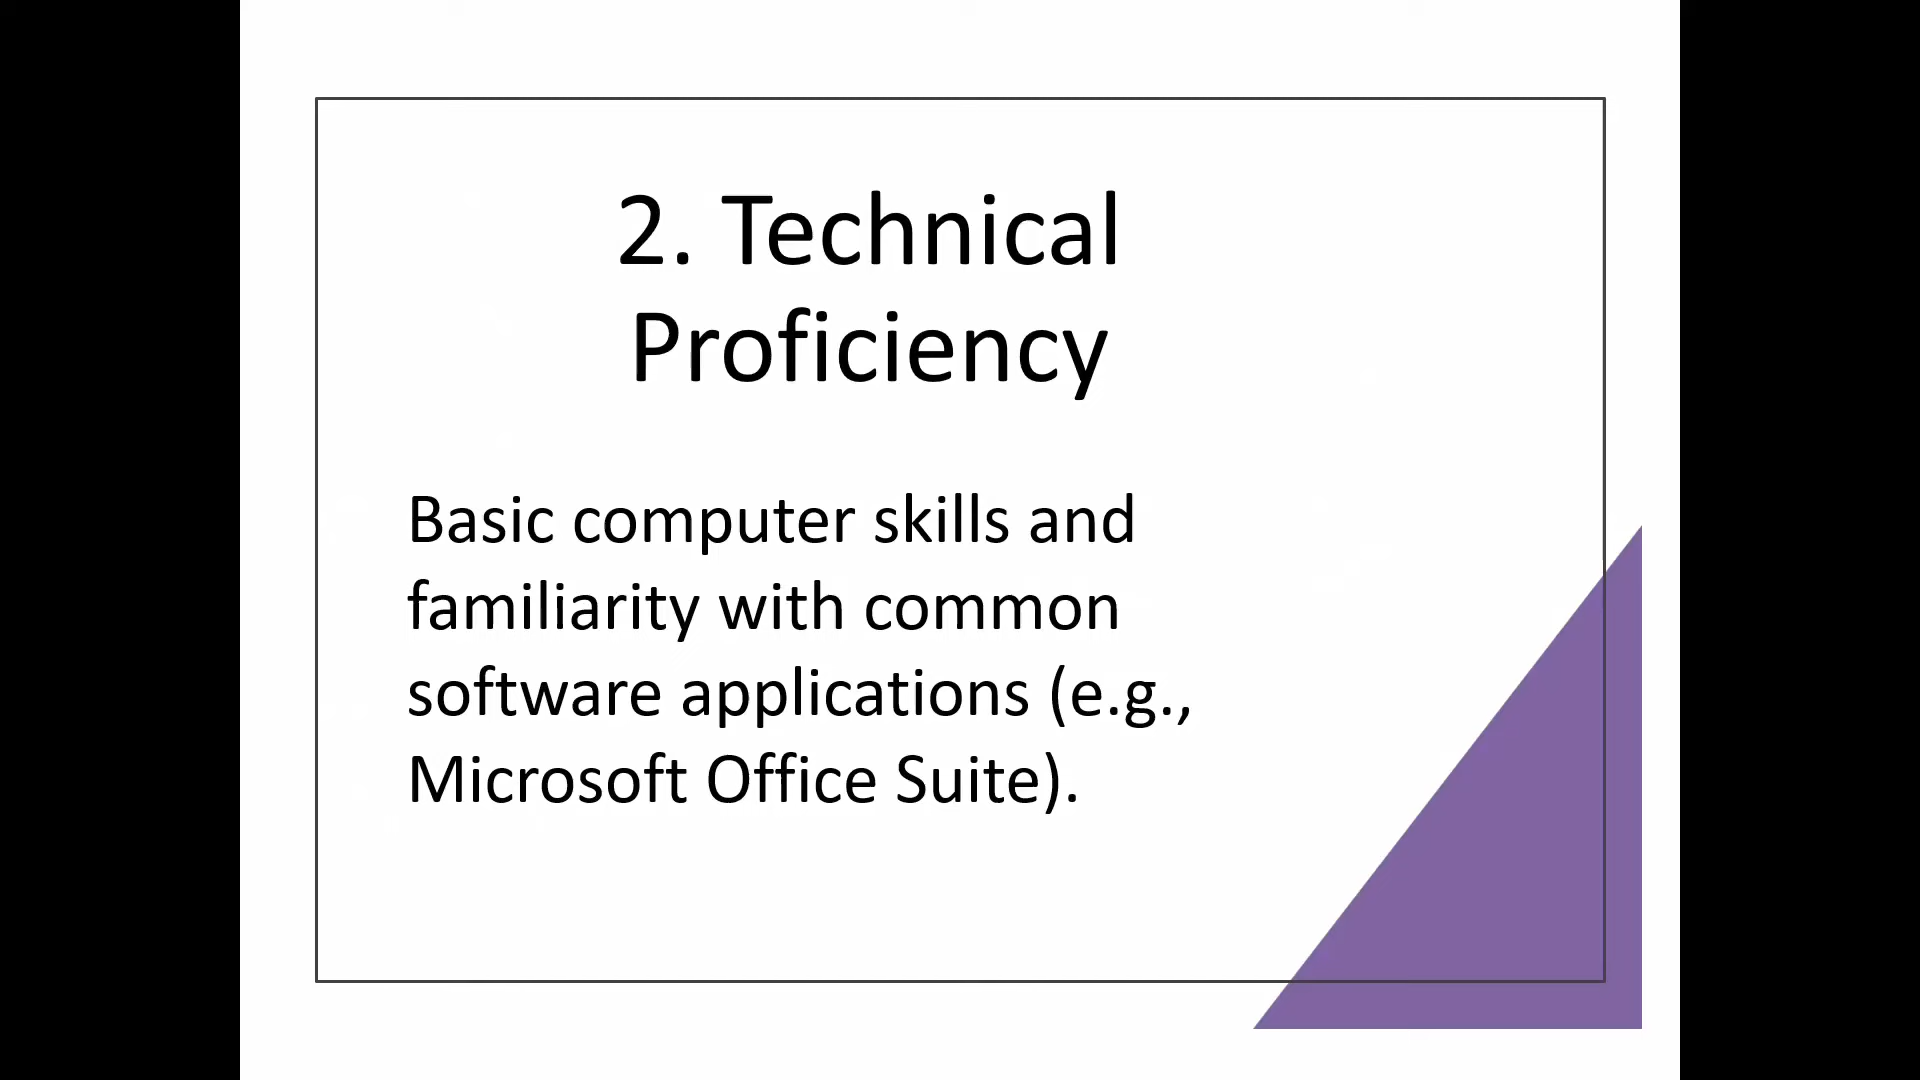 2. Technical
Proficiency
Basic computer skills and
familiarity with common
software applications (e.g.,
Microsoft Office Suite).